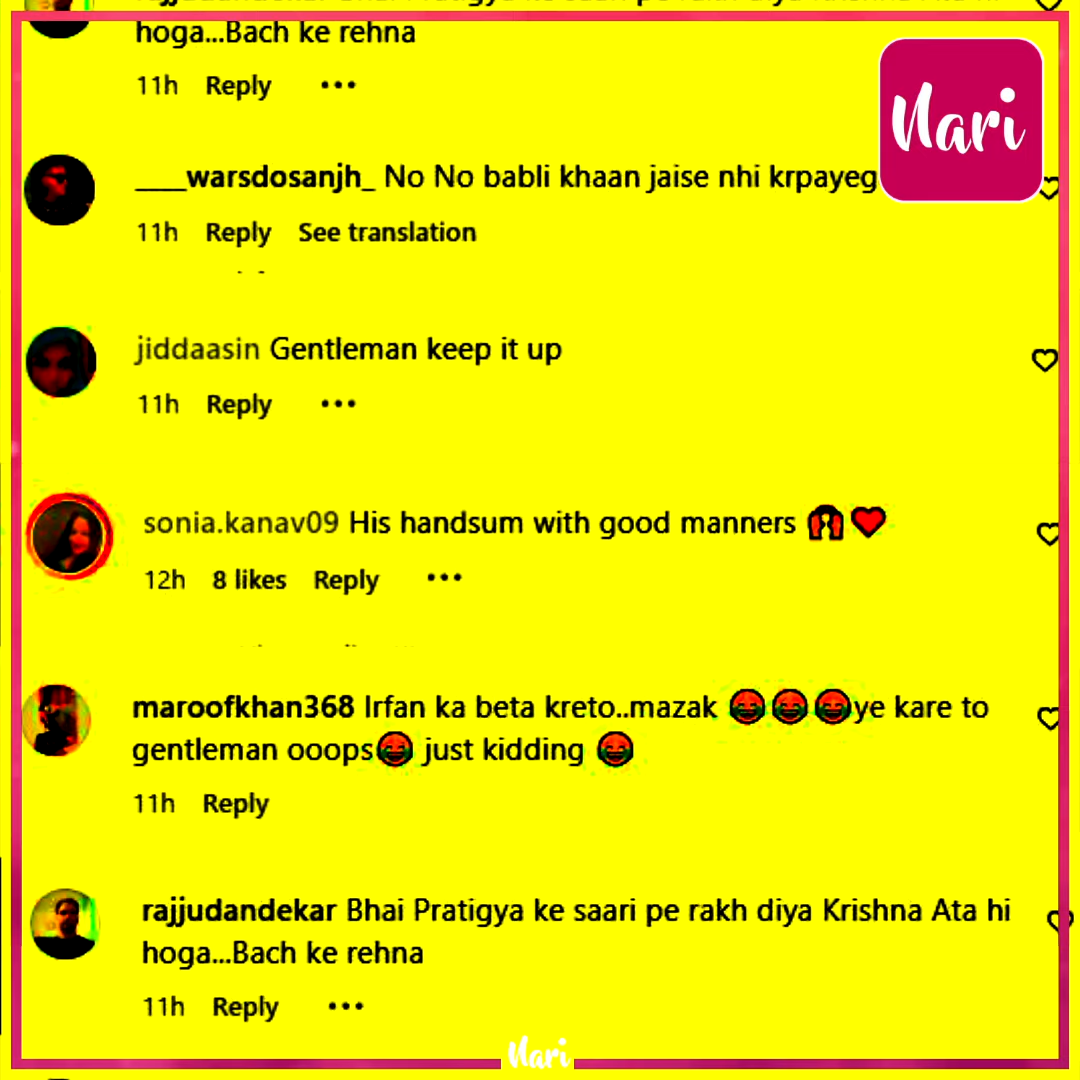 hoga...Bach ke rehna
11h Reply •••
Nari
____warsdosanjh_ No No babli khaan jaise nhi krpayeg
11h Reply See translation
jiddaasin Gentleman keep it up
11h Reply •••
sonia.kanav09 His handsum with good manners 🙌❤️
12h 8 likes Reply •••
maroofkhan368 Irfan ka beta kreto..mazak 😂😂😂ye kare to
gentleman ooops😂 just kidding 😂
11h Reply
rajjudandekar Bhai Pratigya ke saari pe rakh diya Krishna Ata hi
hoga...Bach ke rehna
11h Reply •••
Nari